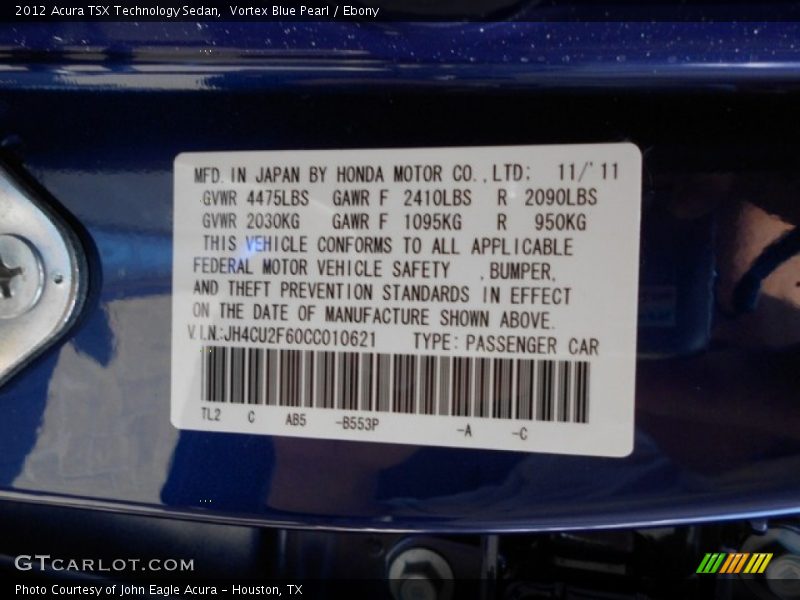 2012 Acura TSX Technology Sedan,  Vortex Blue Pearl / Ebony
MFD. IN JAPAN BY HONDA MOTOR CO.,LTD: 11/'11
GVWR 4475LBS GAWR F 2410LBS R 2090LBS
GVWR 2030KG GAWR F 1095KG R 950KG
THIS VEHICLE CONFORMS TO ALL APPLICABLE
FEDERAL MOTOR VEHICLE SAFETY ,BUMPER,
AND THEFT PREVENTION STANDARDS IN EFFECT
ON THE DATE OF MANUFACTURE SHOWN ABOVE.
V.I.N.:JH4CU2F60CC010621 TYPE: PASSENGER CAR
TL2 C AB5 -B553P -A -C
GTCARLOT.COM
Photo Courtesy of John Eagle Acura - Houston, TX